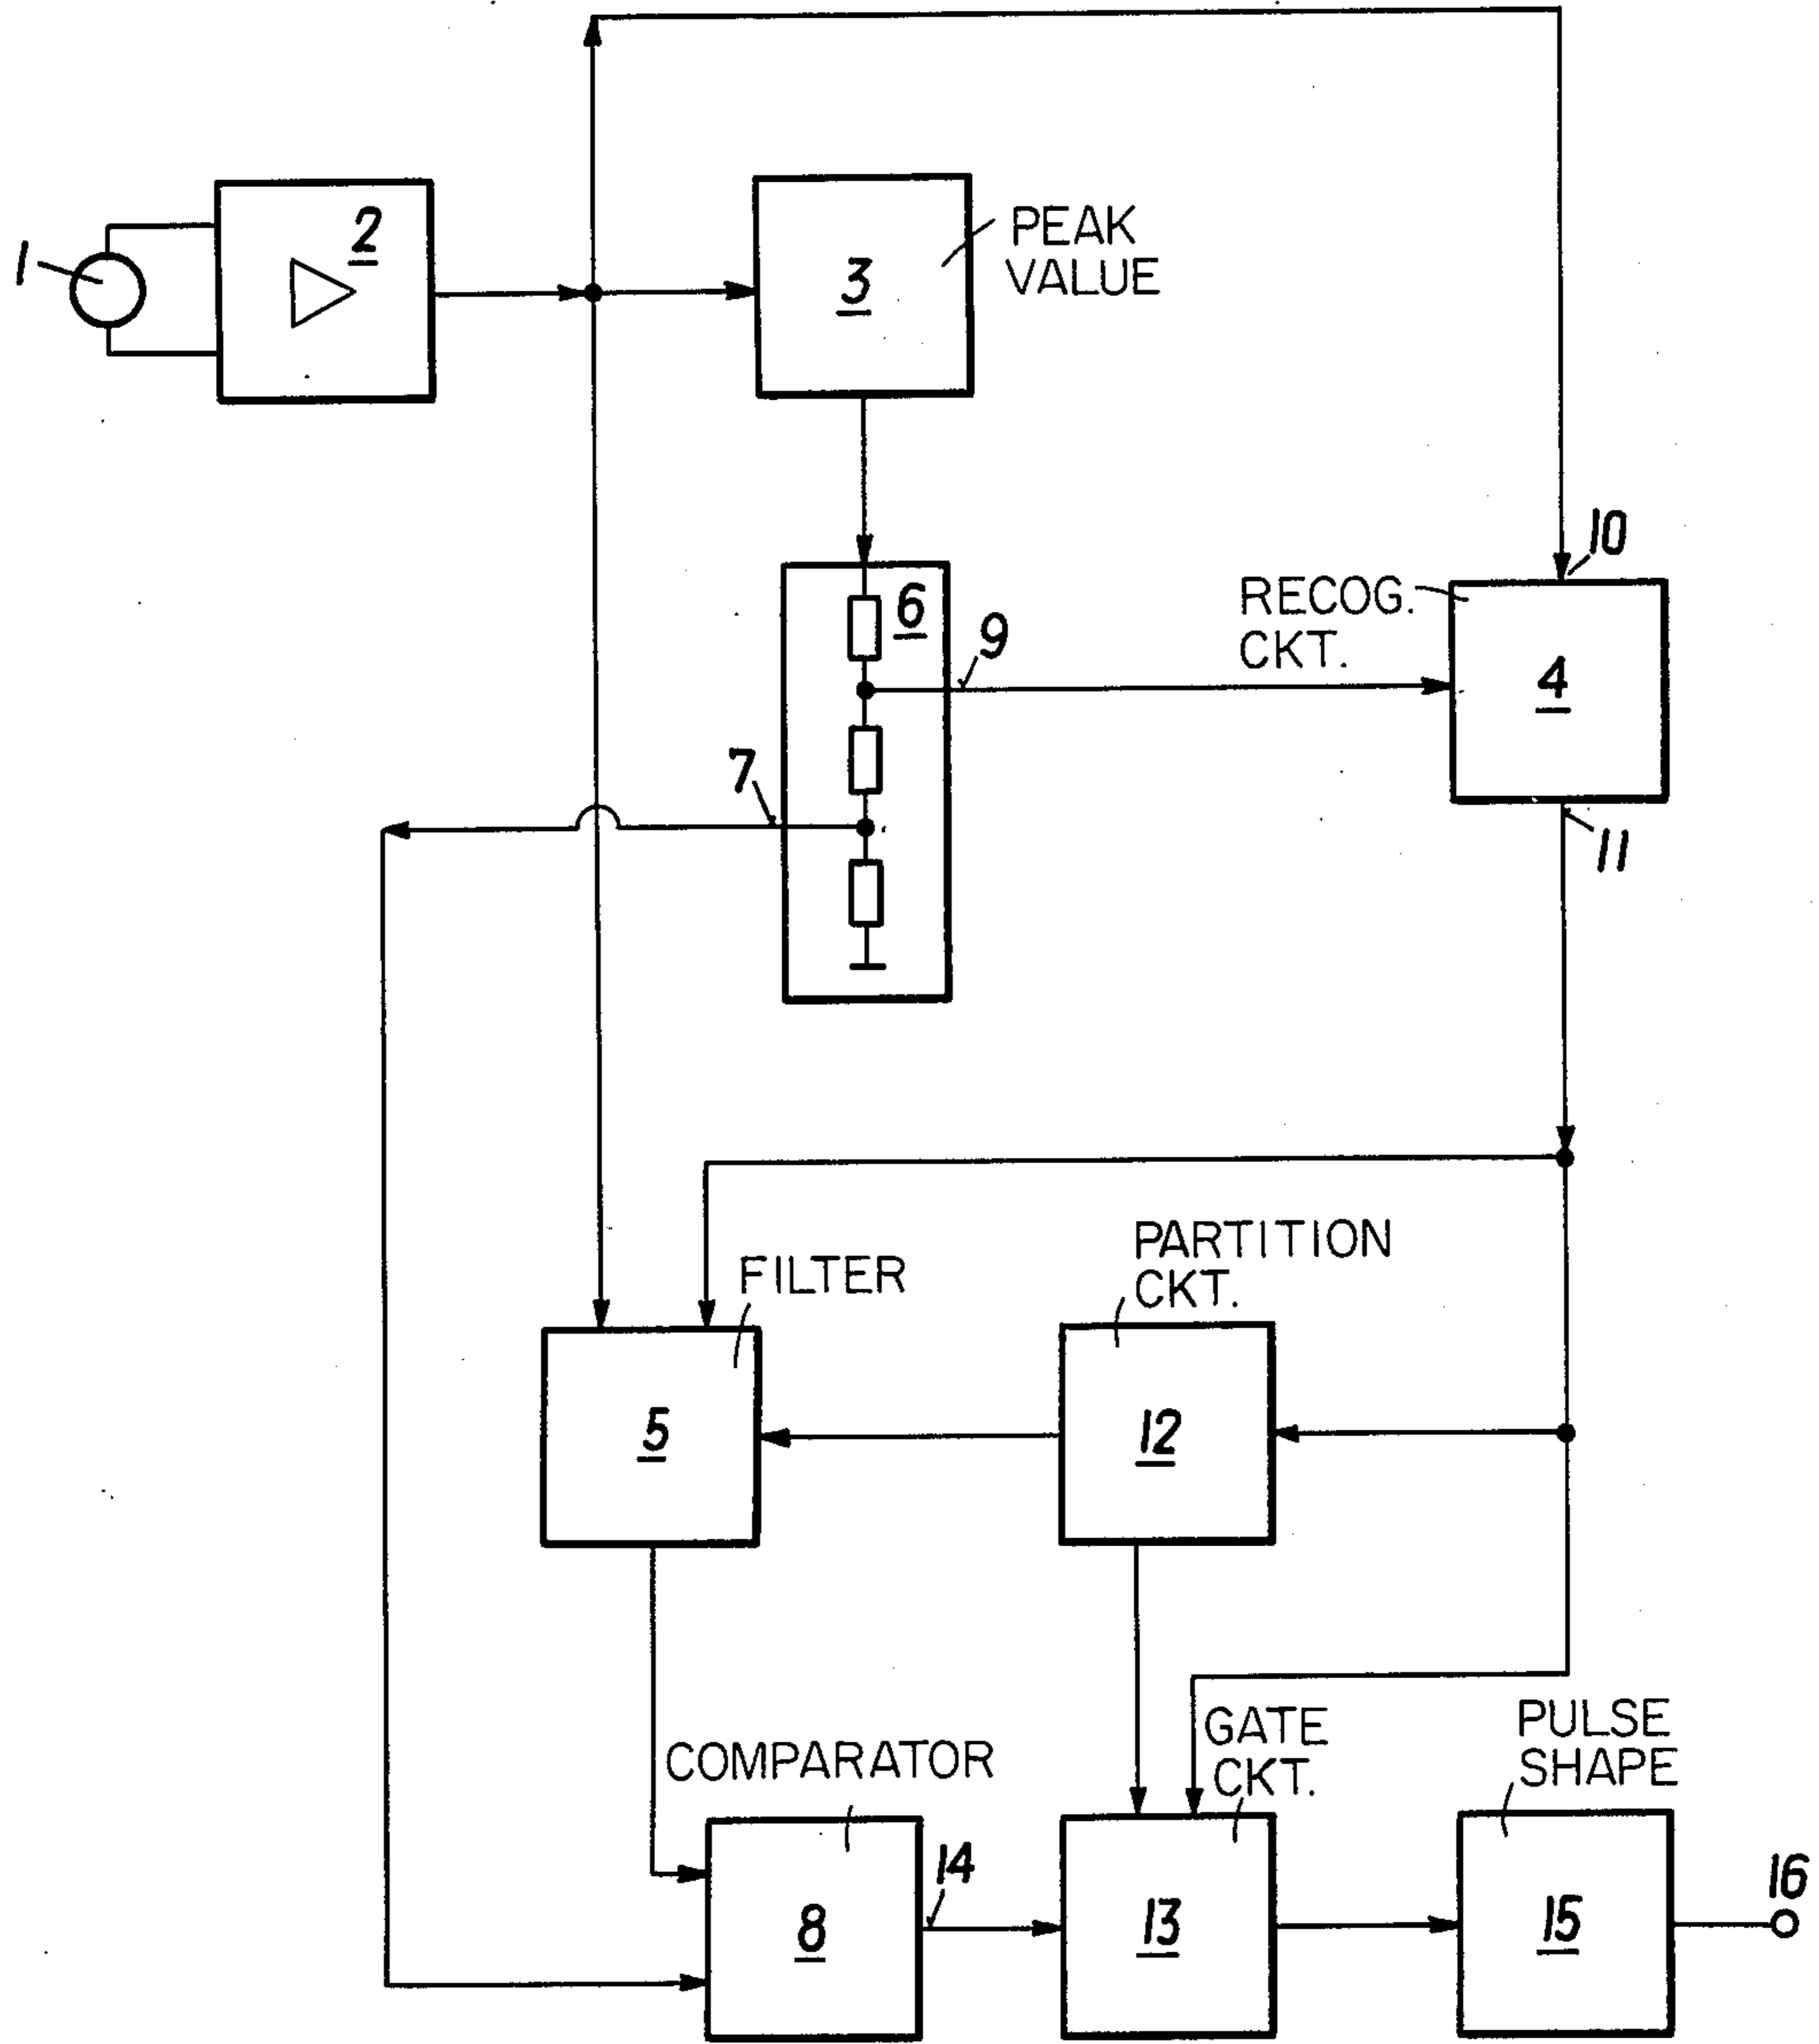 1
2
3
PEAK
VALUE
10
RECOG.
CKT.
4
6
9
7
11
FILTER
PARTITION
CKT.
5
12
COMPARATOR
GATE
CKT.
PULSE
SHAPE
8
14
13
15
16